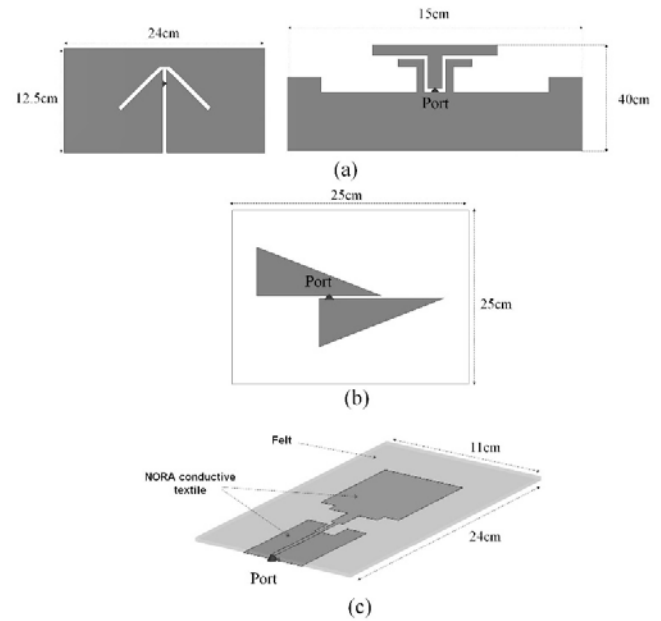 24cm
12.5cm
15cm
Port
40cm
(a)
25cm
Port
25cm
(b)
Felt
11cm
NORA conductive
textile
24cm
Port
(c)